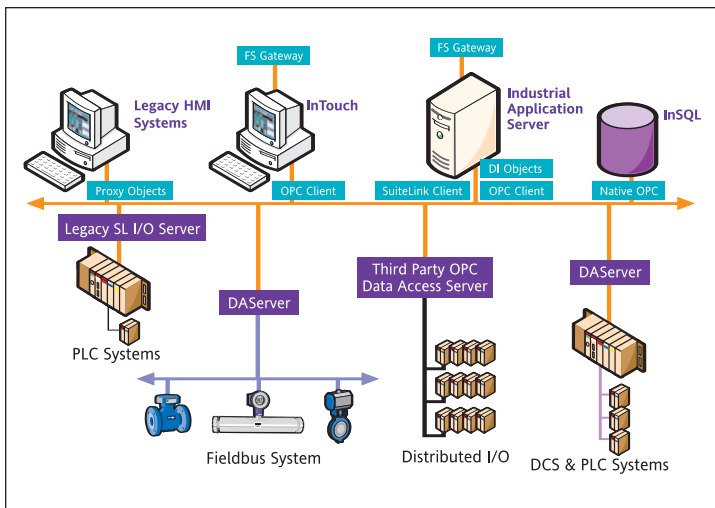 FS Gateway
FS Gateway
Legacy HMI
Systems
InTouch
Industrial
Application
Server
InSQL
DI Objects
Proxy Objects
OPC Client
SuiteLink Client
OPC Client
Native OPC
Legacy SL I/O Server
Third Party OPC
Data Access Server
DAServer
DAServer
PLC Systems
Fieldbus System
Distributed I/O
DCS & PLC Systems